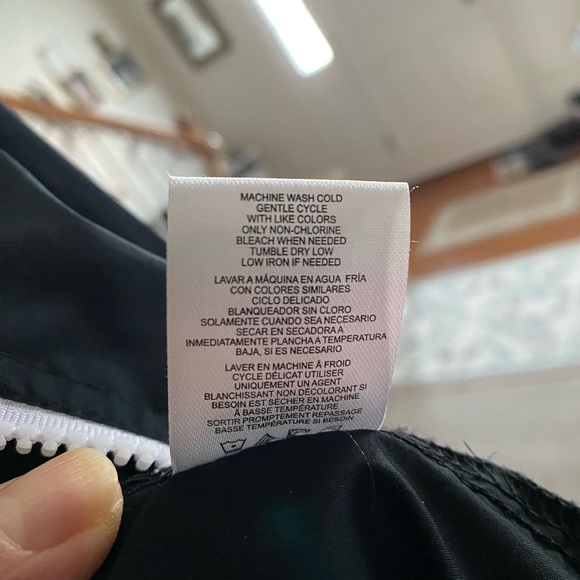 MACHINE WASH COLD
GENTLE CYCLE
WITH LIKE COLORS
ONLY NON-CHLORINE
BLEACH WHEN NEEDED
TUMBLE DRY LOW
LOW IRON IF NEEDED
LAVAR A MÁQUINA EN AGUA FRÍA
CON COLORES SIMILARES
CICLO DELICADO
BLANQUEADOR SIN CLORO
SOLAMENTE CUANDO SEA NECESARIO
SECAR EN SECADORA A
INMEDIATAMENTE PLANCHA A TEMPERATURA
BAJA, SI ES NECESARIO
LAVER EN MACHINE À FROID
CYCLE DÉLICAT UTILISER
UNIQUEMENT UN AGENT
BLANCHISSANT NON DÉCOLORANT SI
BESOIN EST SÉCHER EN MACHINE
À BASSE TEMPÉRATURE
SORTIR PROMPTEMENT REPASSAGE
BASSE TEMPÉRATURE SI BESOIN